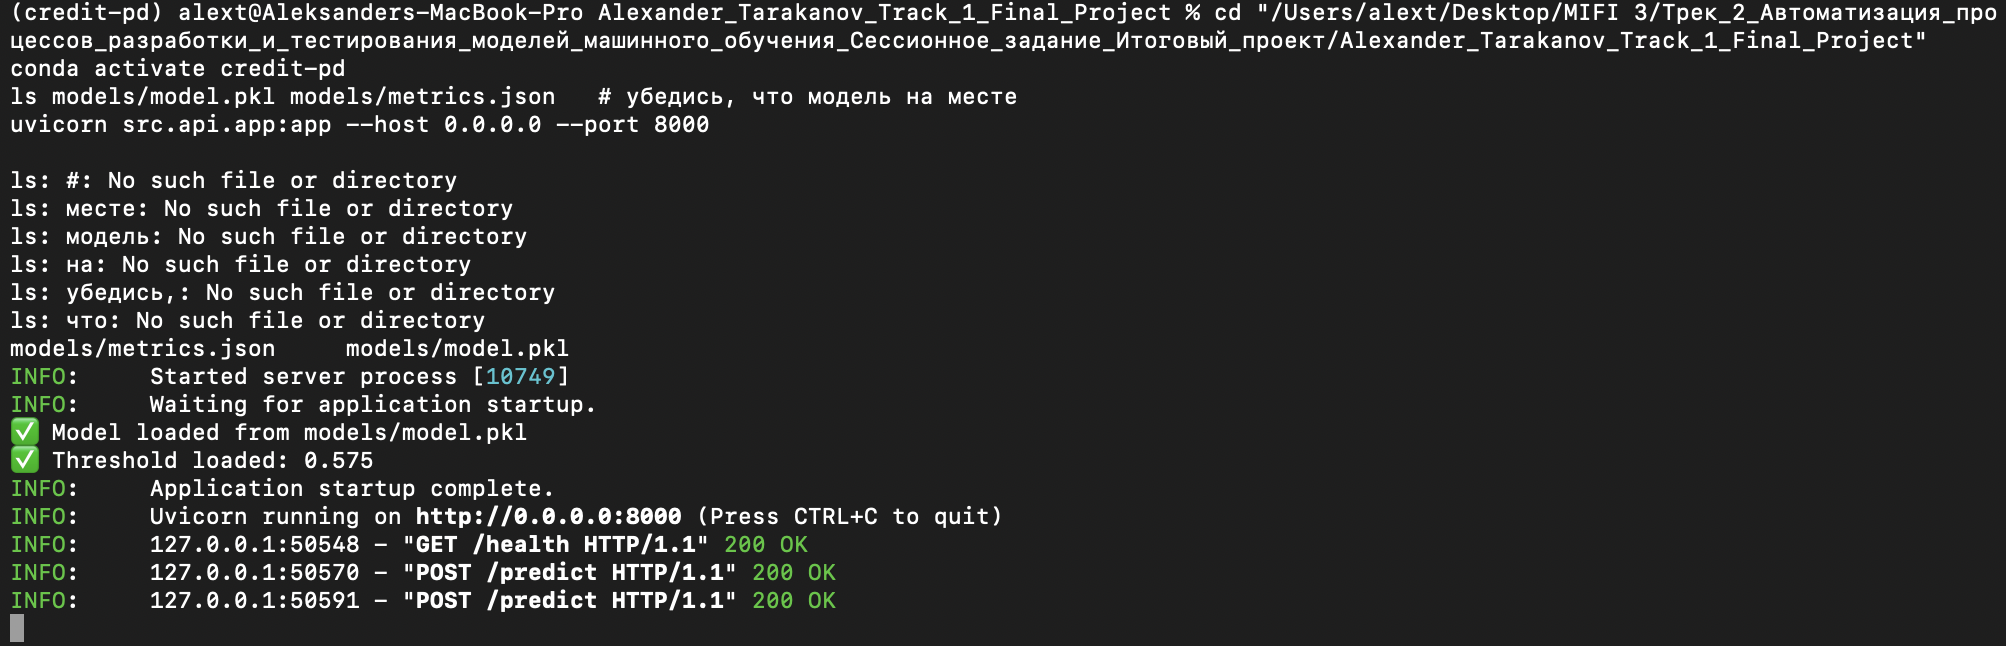 (credit-pd) alext@Aleksanders-MacBook-Pro Alexander_Tarakanov_Track_1_Final_Project % cd "/Users/alext/Desktop/MIFI 3/Трек_2_Автоматизация_про
цессов_разработки_и_тестирования_моделей_машинного_обучения_Сессионное_задание_Итоговый_проект/Alexander_Tarakanov_Track_1_Final_Project"
conda activate credit-pd
ls models/model.pkl models/metrics.json   # убедись, что модель на месте
uvicorn src.api.app:app --host 0.0.0.0 --port 8000
ls: #: No such file or directory
ls: месте: No such file or directory
ls: модель: No such file or directory
ls: на: No such file or directory
ls: убедись,: No such file or directory
ls: что: No such file or directory
models/metrics.json     models/model.pkl
INFO:     Started server process [10749]
INFO:     Waiting for application startup.
✅ Model loaded from models/model.pkl
✅ Threshold loaded: 0.575
INFO:     Application startup complete.
INFO:     Uvicorn running on http://0.0.0.0:8000 (Press CTRL+C to quit)
INFO:     127.0.0.1:50548 - "GET /health HTTP/1.1" 200 OK
INFO:     127.0.0.1:50570 - "POST /predict HTTP/1.1" 200 OK
INFO:     127.0.0.1:50591 - "POST /predict HTTP/1.1" 200 OK